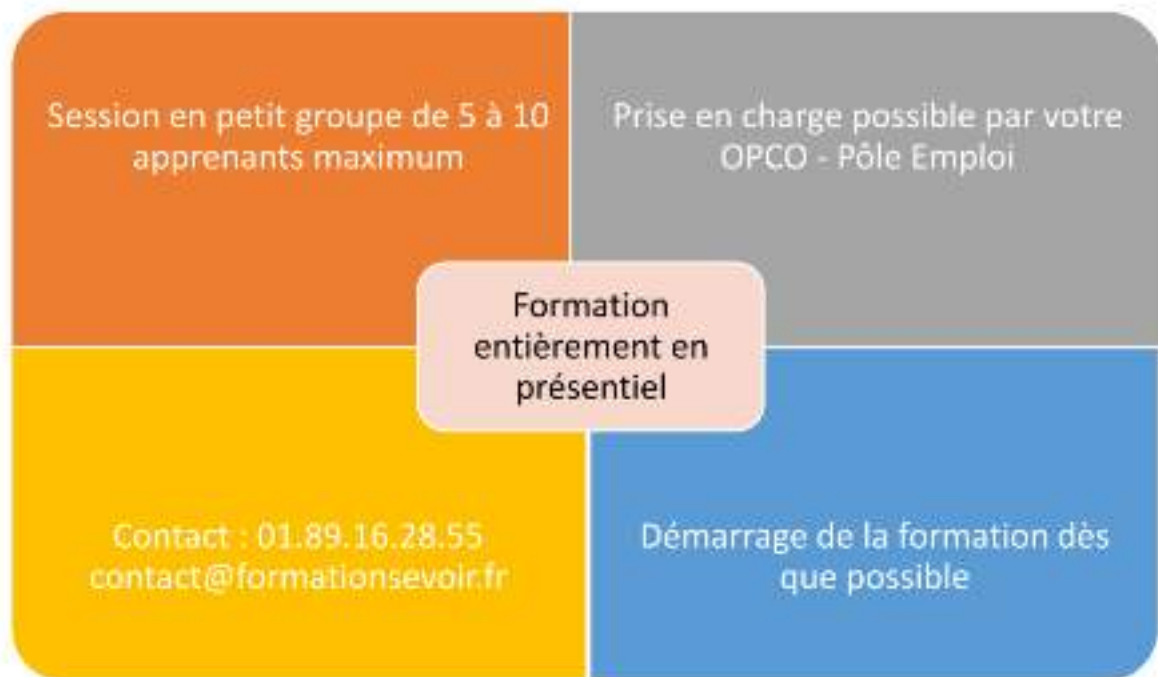 Session en petit groupe de 5 à 10
apprenants maximum
Prise en charge possible par votre
OPCO - Pôle Emploi
Formation
entièrement en
présentiel
Contact : 01.89.16.28.55
contact@formationsevoir.fr
Démarrage de la formation dès
que possible